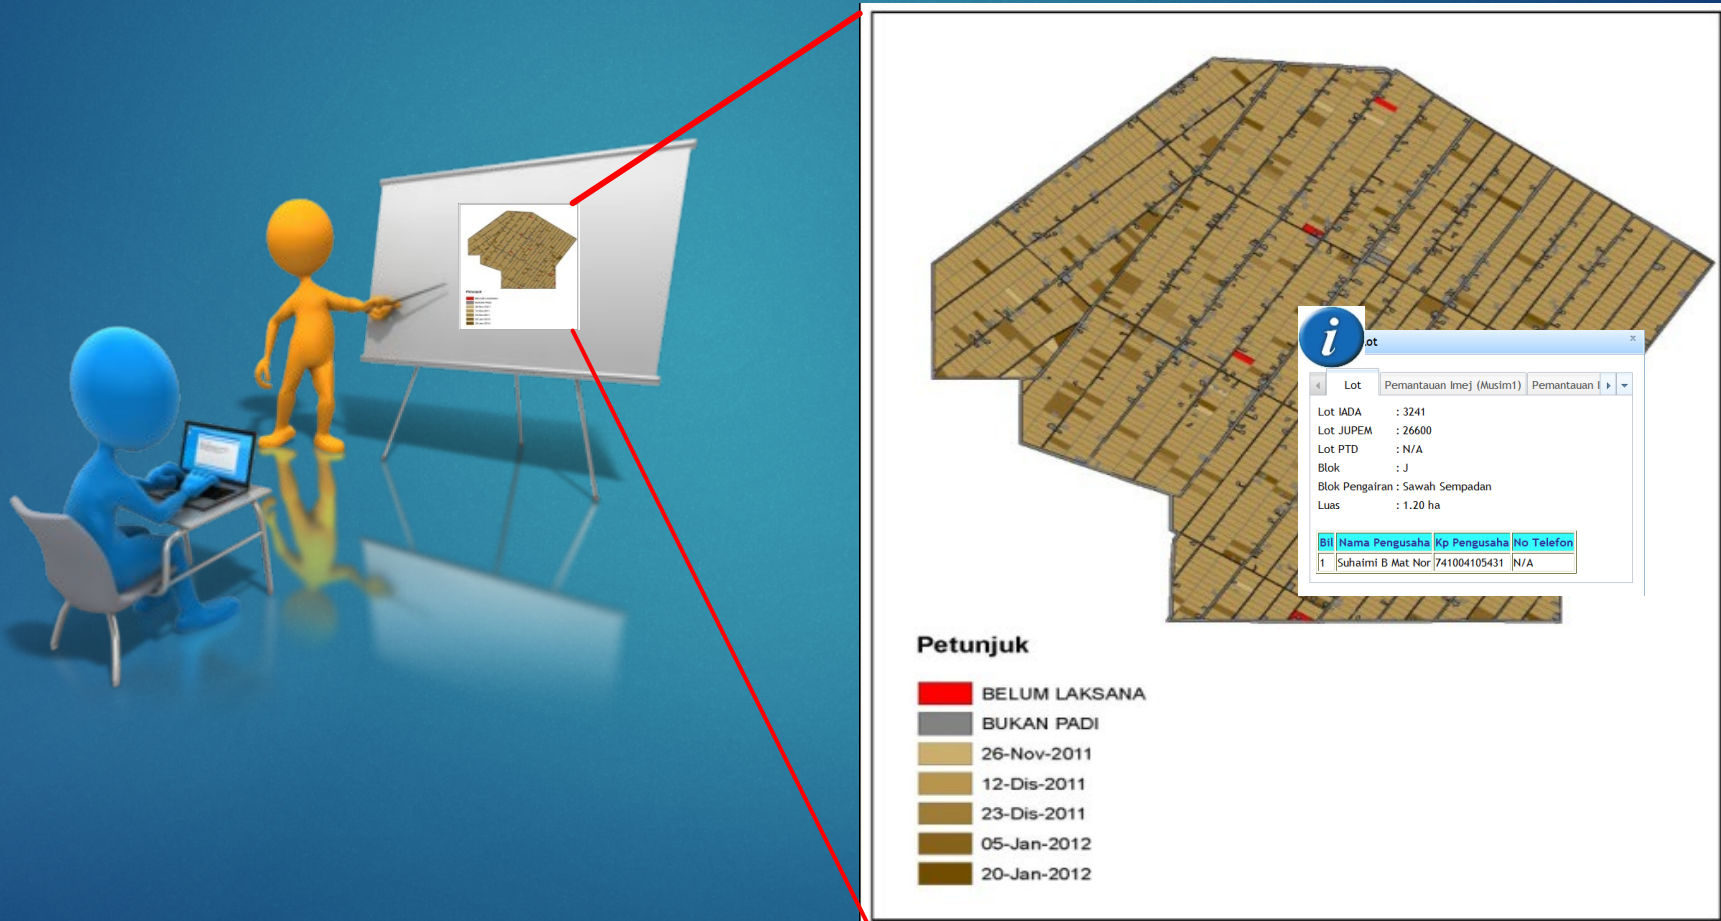 i
Lot
Lot
Pemantauan Imej (Musim1)
Pemantauan I
Lot IADA : 3241
Lot JUPEM : 26600
Lot PTD : N/A
Blok : J
Blok Pengairan : Sawah Sempadan
Luas : 1.20 ha
Bil Nama Pengusaha Kp Pengusaha No Telefon
1 Suhaimi B Mat Nor 741004105431 N/A
Petunjuk
BELUM LAKSANA
BUKAN PADI
26-Nov-2011
12-Dis-2011
23-Dis-2011
05-Jan-2012
20-Jan-2012